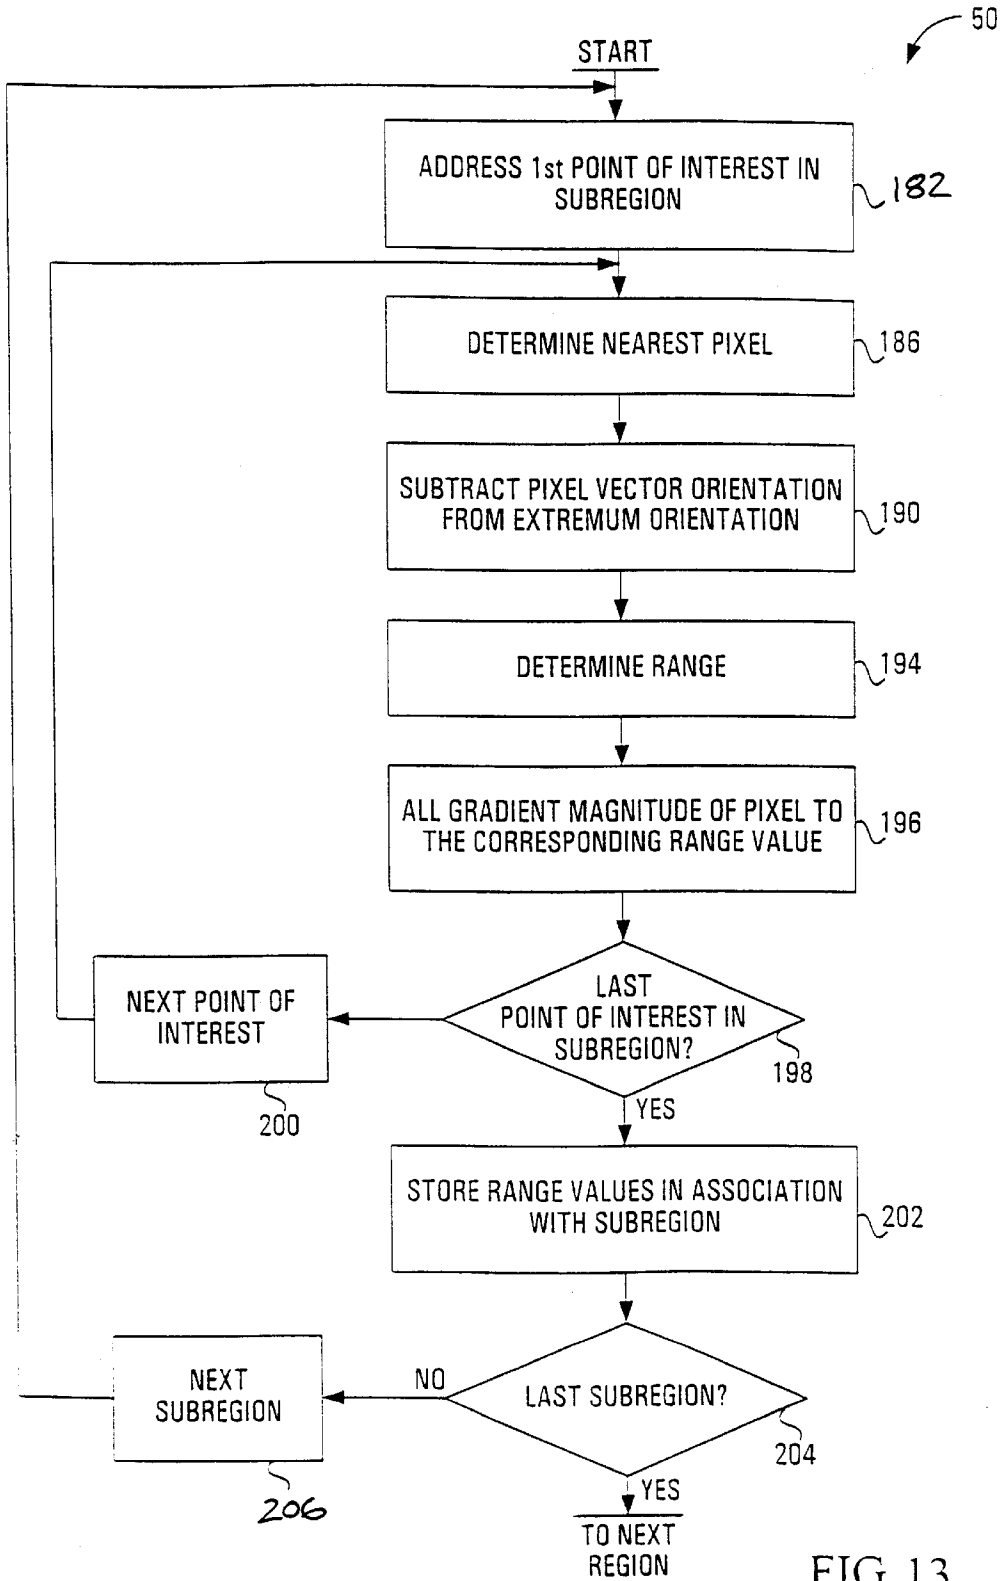 50
START
ADDRESS 1st POINT OF INTEREST IN
SUBREGION
182
DETERMINE NEAREST PIXEL
186
SUBTRACT PIXEL VECTOR ORIENTATION
FROM EXTREMUM ORIENTATION
190
DETERMINE RANGE
194
ALL GRADIENT MAGNITUDE OF PIXEL TO
THE CORRESPONDING RANGE VALUE
196
LAST
POINT OF INTEREST IN
SUBREGION?
198
NEXT POINT OF
INTEREST
200
YES
STORE RANGE VALUES IN ASSOCIATION
WITH SUBREGION
202
LAST SUBREGION?
204
NO
NEXT
SUBREGION
206
YES
TO NEXT
REGION
FIG. 13